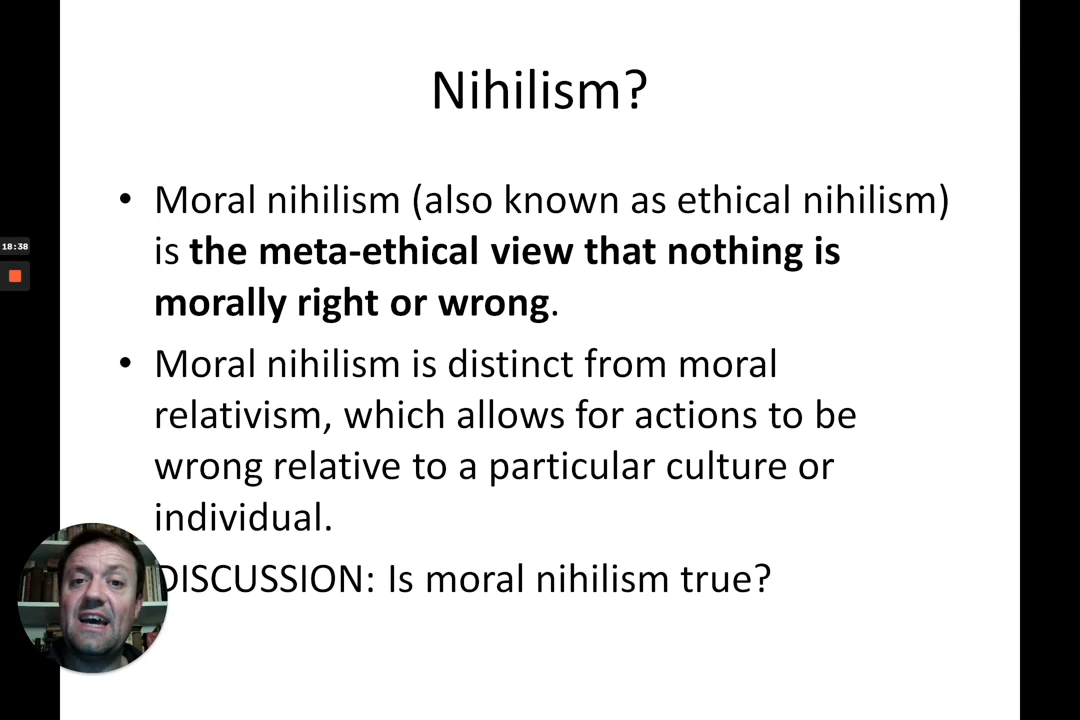 Nihilism?
• Moral nihilism (also known as ethical nihilism)
is the meta-ethical view that nothing is
morally right or wrong.
• Moral nihilism is distinct from moral
relativism, which allows for actions to be
wrong relative to a particular culture or
individual.
DISCUSSION: Is moral nihilism true?
18:38